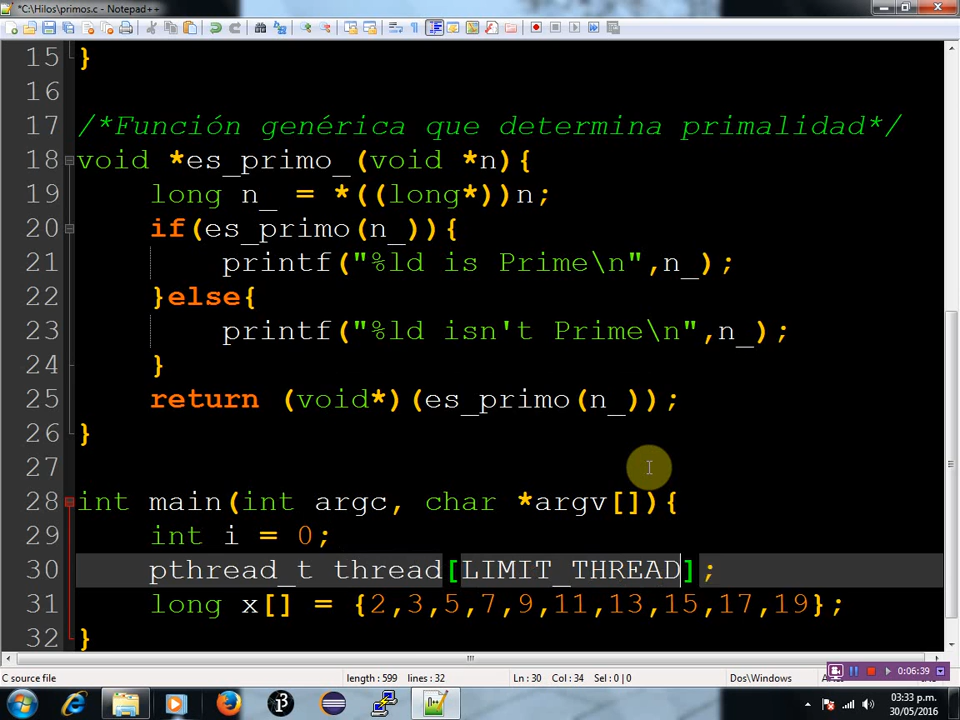 *C:\Hilos\primos.c - Notepad++
15 }
16
17 /*Función genérica que determina primalidad*/
18 void *es_primo_(void *n){
19 long n_ = *((long*))n;
20 if(es_primo(n_)){
21 printf("%ld is Prime\n",n_);
22 }else{
23 printf("%ld isn't Prime\n",n_);
24 }
25 return (void*)(es_primo(n_));
26 }
27
28 int main(int argc, char *argv[]){
29 int i = 0;
30 pthread_t thread[LIMIT_THREAD];
31 long x[] = {2,3,5,7,9,11,13,15,17,19};
32 }
0:06:39
C source file length : 599 lines : 32 Ln : 30 Col : 34 Sel : 0 | 0 Dos\Windows
03:33 p.m.
30/05/2016